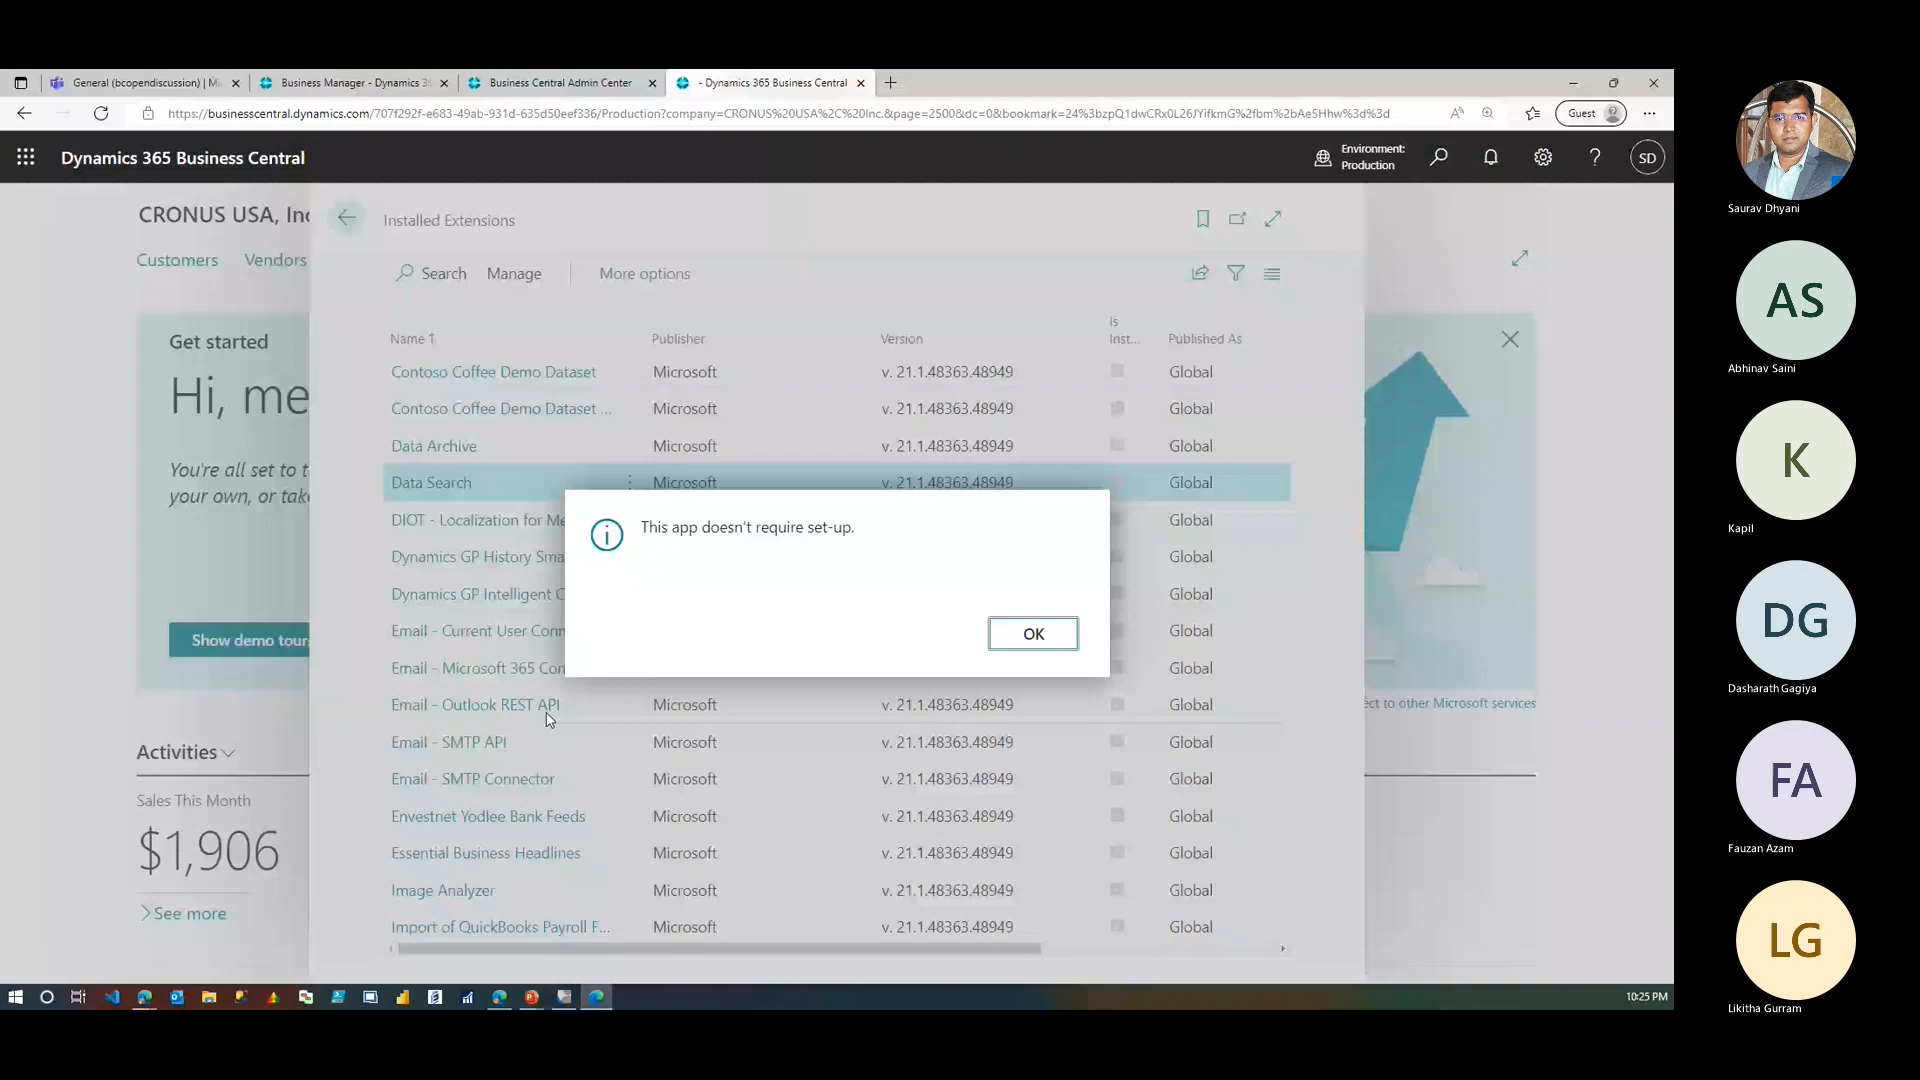 General (bcopendiscussion) | Mi
Business Manager - Dynamics 36
Business Central Admin Center
- Dynamics 365 Business Central
https://businesscentral.dynamics.com/707f292f-e683-49ab-931d-635d50eef336/Production?company=CRONUS%20USA%2C%20Inc.&page=2500&dc=0&bookmark=24%3bzpQ1dwCRx0L26JYifkmG%2fbm%2bAe5Hhw%3d%3d
Guest
Dynamics 365 Business Central
Environment:
Production
SD
CRONUS USA, Inc
Customers
Vendors
Get started
Hi, me
You're all set to t
your own, or take
Show demo tours
ect to other Microsoft services
Activities
Sales This Month
$1,906
See more
Installed Extensions
Search
Manage
More options
Name ↑ Publisher Version Is Inst... Published As
Contoso Coffee Demo Dataset Microsoft v. 21.1.48363.48949 Global
Contoso Coffee Demo Dataset ... Microsoft v. 21.1.48363.48949 Global
Data Archive Microsoft v. 21.1.48363.48949 Global
Data Search Microsoft v. 21.1.48363.48949 Global
DIOT - Localization for Me Global
Dynamics GP History Sma Global
Dynamics GP Intelligent C Global
Email - Current User Conn Global
Email - Microsoft 365 Con Global
Email - Outlook REST API Microsoft v. 21.1.48363.48949 Global
Email - SMTP API Microsoft v. 21.1.48363.48949 Global
Email - SMTP Connector Microsoft v. 21.1.48363.48949 Global
Envestnet Yodlee Bank Feeds Microsoft v. 21.1.48363.48949 Global
Essential Business Headlines Microsoft v. 21.1.48363.48949 Global
Image Analyzer Microsoft v. 21.1.48363.48949 Global
Import of QuickBooks Payroll F... Microsoft v. 21.1.48363.48949 Global
This app doesn't require set-up.
OK
10:25 PM
Saurav Dhyani
AS
Abhinav Saini
K
Kapil
DG
Dasharath Gagiya
FA
Fauzan Azam
LG
Likitha Gurram